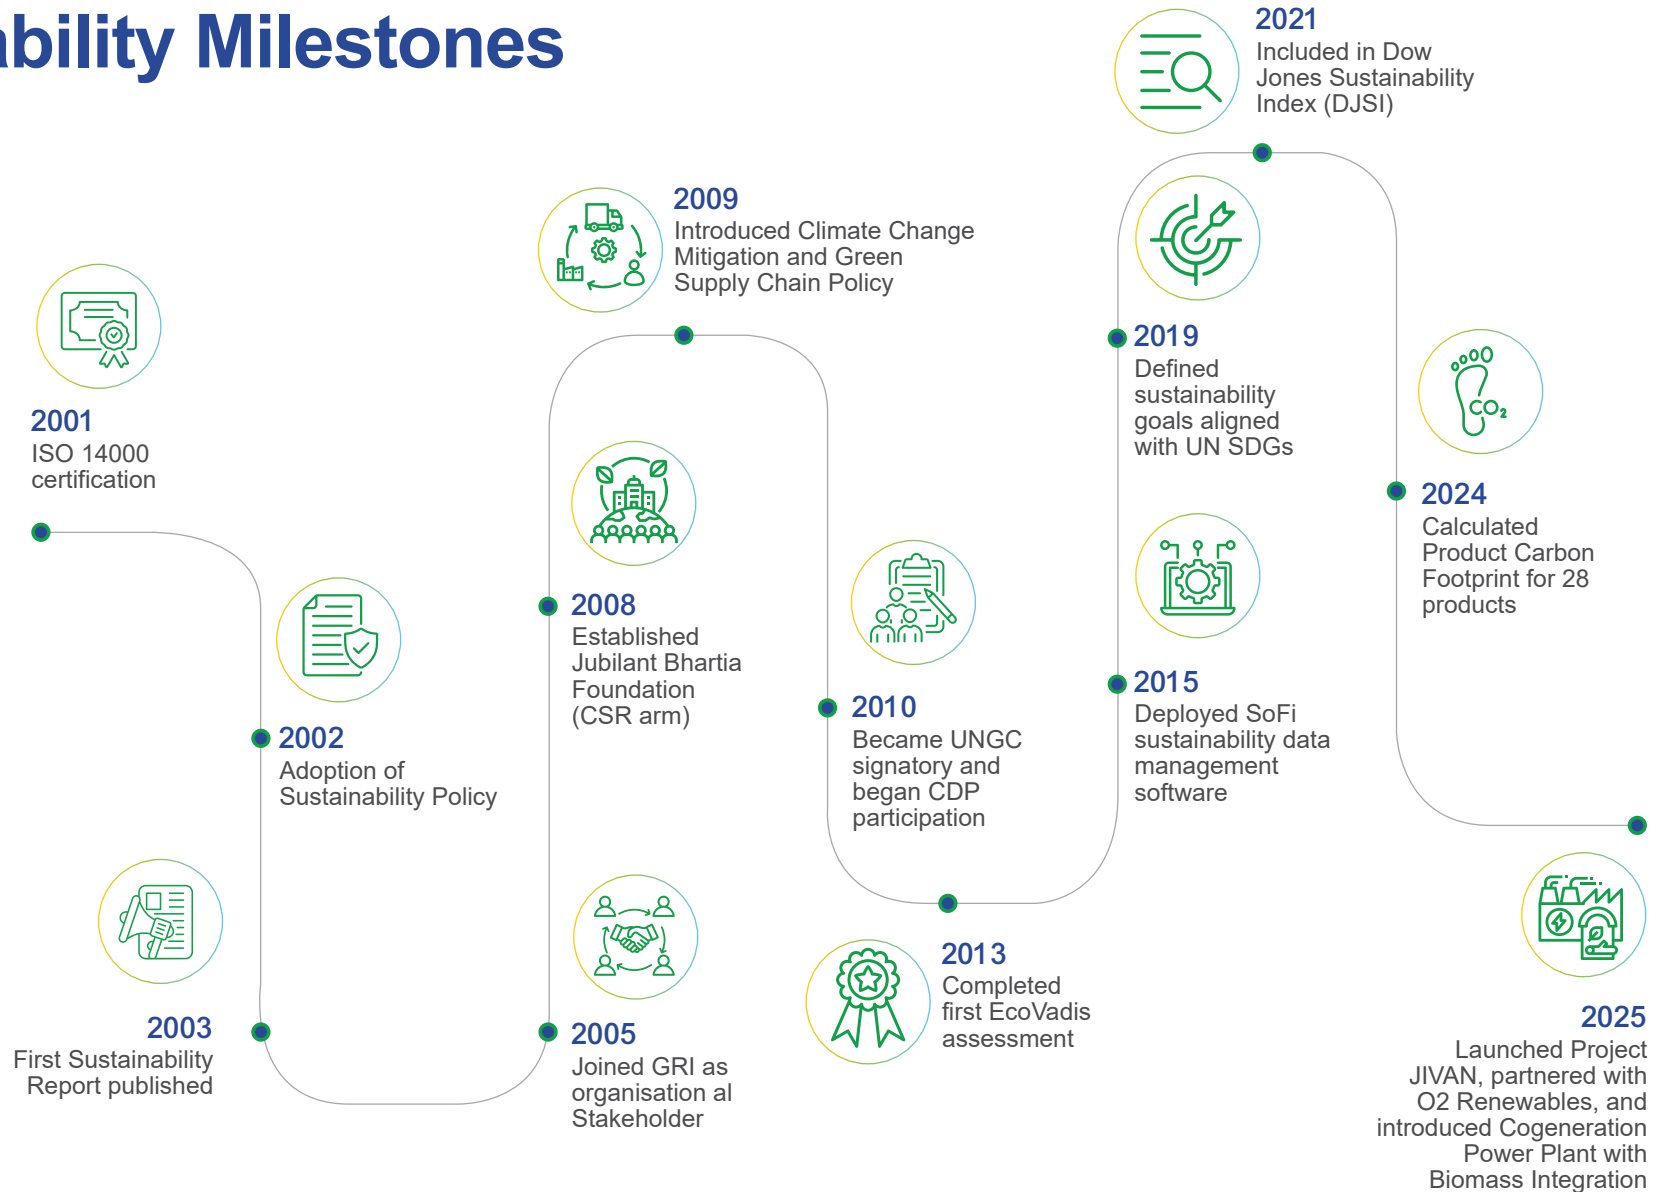 ability Milestones
2001
ISO 14000
certification
2002
Adoption of
Sustainability Policy
2003
First Sustainability
Report published
2005
Joined GRI as
organisation al
Stakeholder
2008
Established
Jubilant Bhartia
Foundation
(CSR arm)
2009
Introduced Climate Change
Mitigation and Green
Supply Chain Policy
2010
Became UNGC
signatory and
began CDP
participation
2013
Completed
first EcoVadis
assessment
2015
Deployed SoFi
sustainability data
management
software
2019
Defined
sustainability
goals aligned
with UN SDGs
2021
Included in Dow
Jones Sustainability
Index (DJSI)
CO2
2024
Calculated
Product Carbon
Footprint for 28
products
2025
Launched Project
JIVAN, partnered with
O2 Renewables, and
introduced Cogeneration
Power Plant with
Biomass Integration